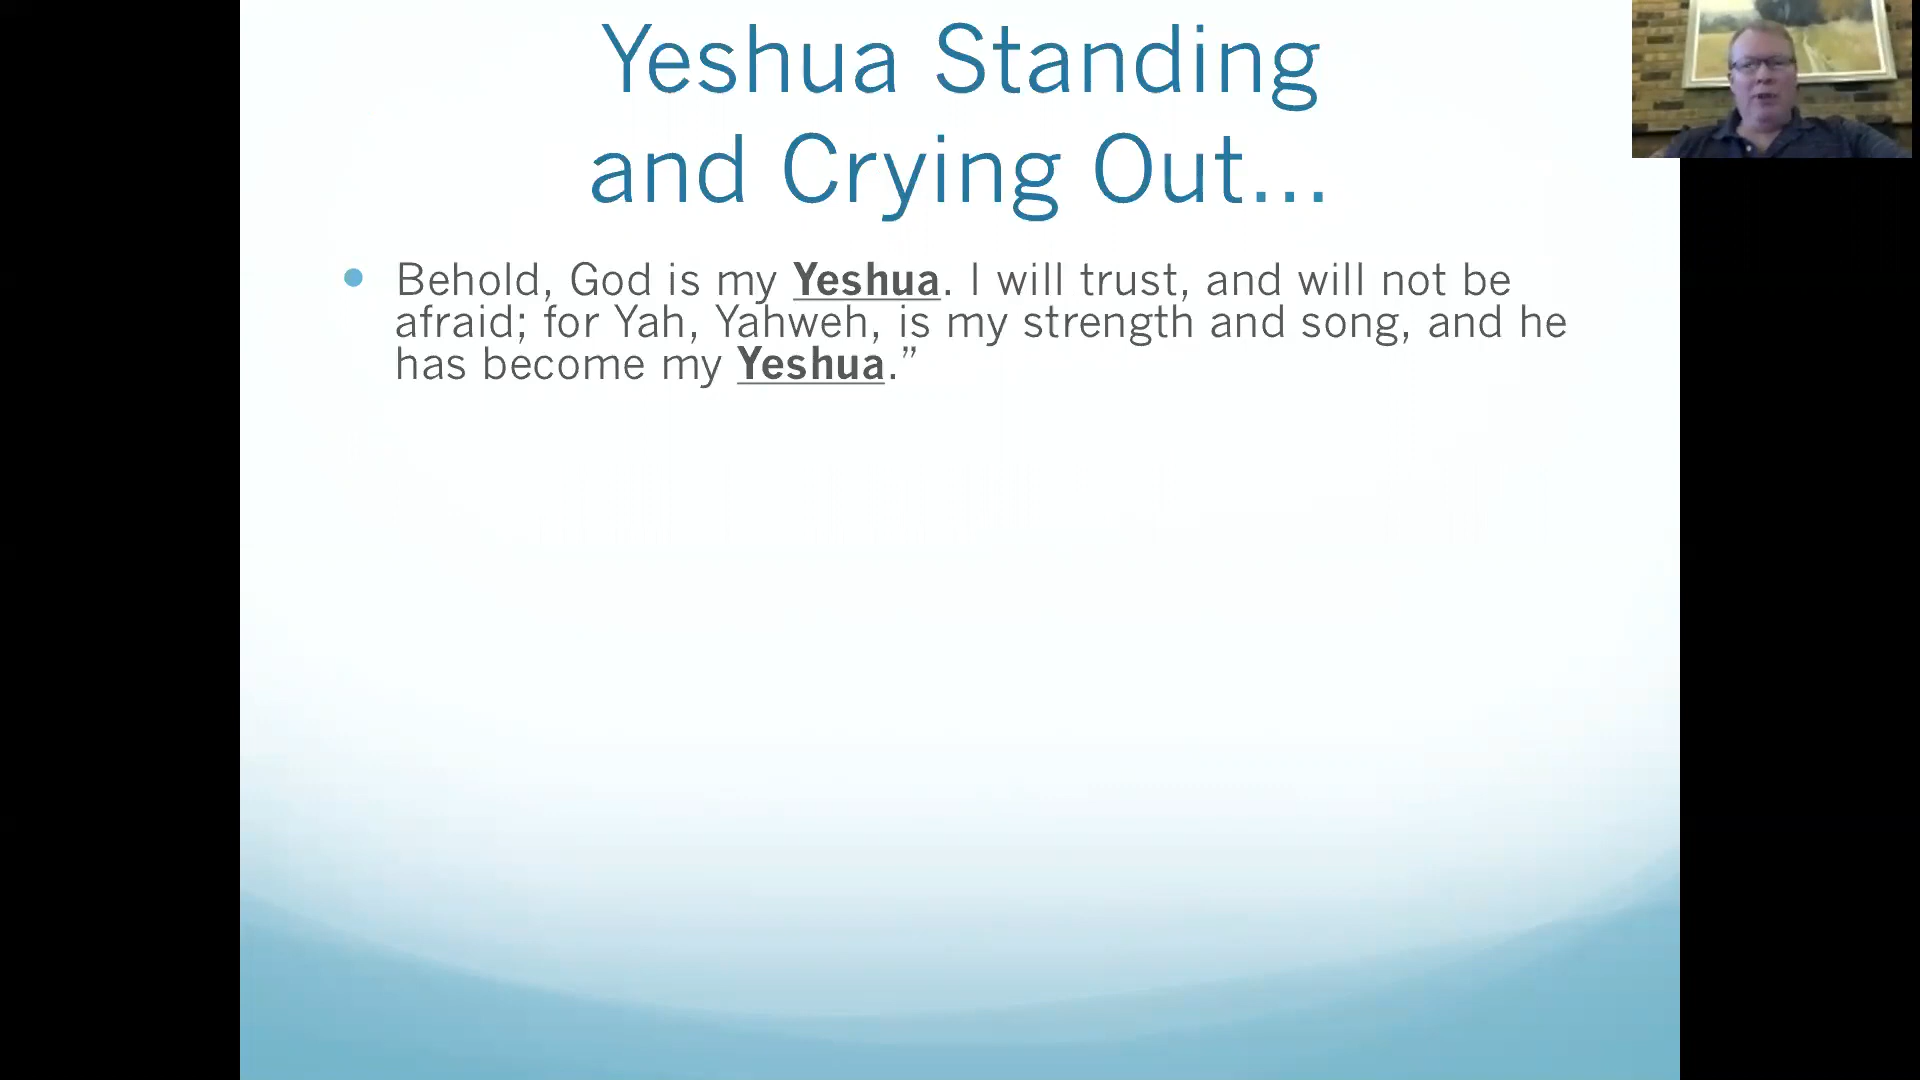 Yeshua Standing
and Crying Out...
• Behold, God is my Yeshua. I will trust, and will not be
afraid; for Yah, Yahweh, is my strength and song, and he
has become my Yeshua.”